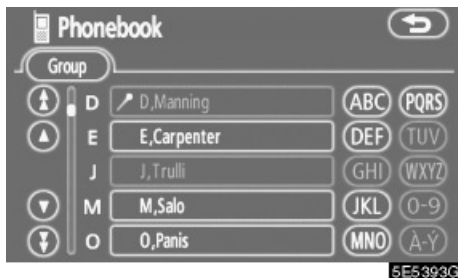 Phonebook
Group
D D,Manning ABC PQRS
E E,Carpenter DEF TUV
J J,Trulli GHI WXYZ
M M,Salo JKL 0-9
O O,Panis MNO À-Ý
5E5393G